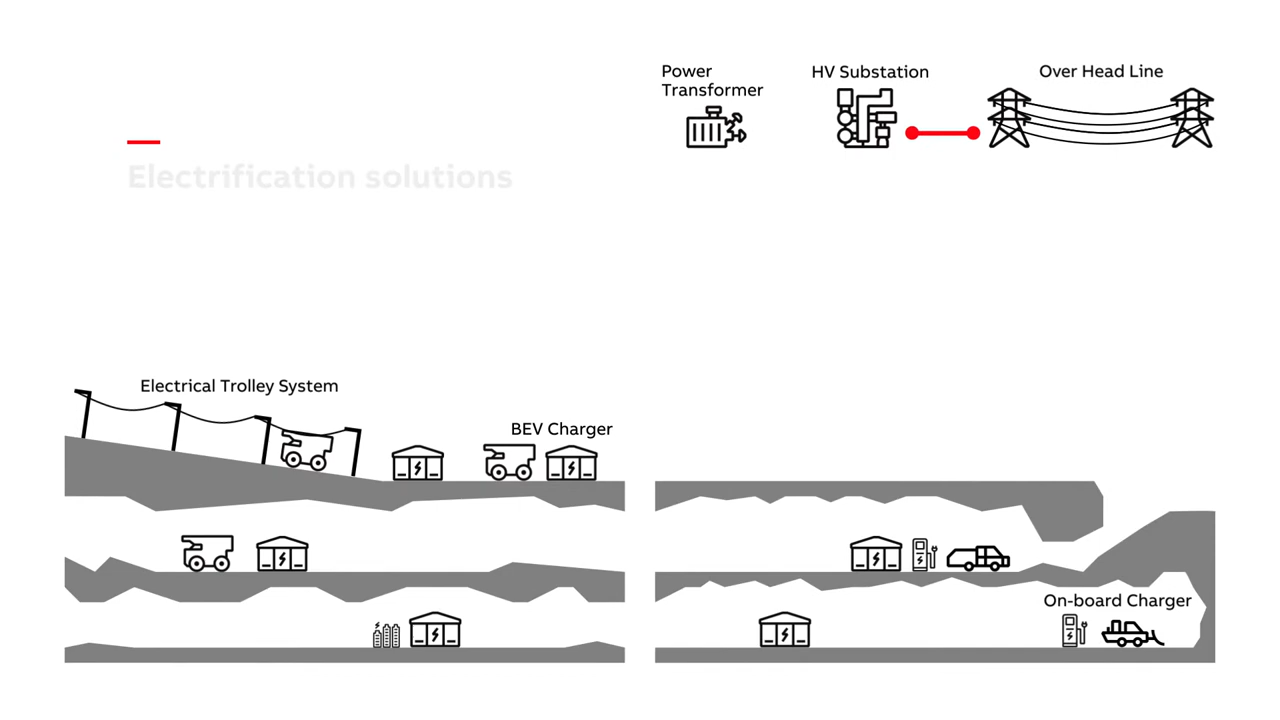 Power
Transformer
HV Substation
Over Head Line
Electrification solutions
Electrical Trolley System
BEV Charger
On-board Charger